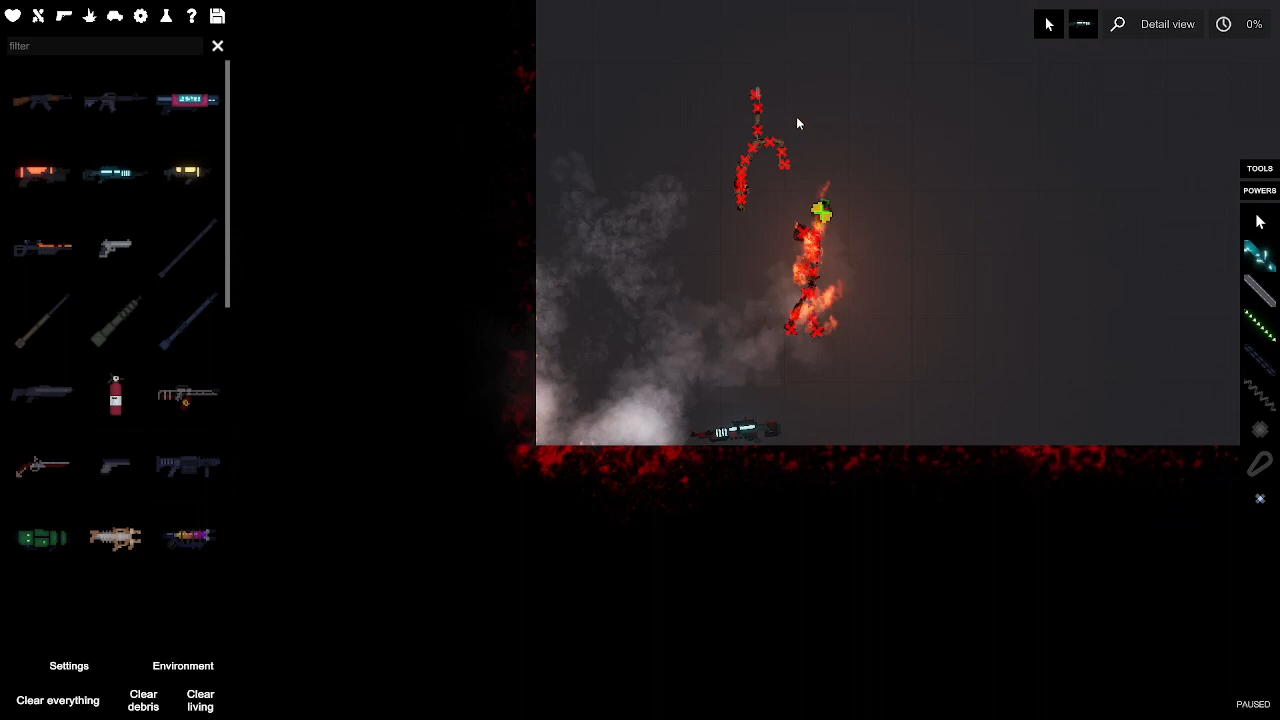 filter
Detail view
0%
TOOLS
POWERS
Settings
Environment
Clear everything
Clear
debris
Clear
living
PAUSED